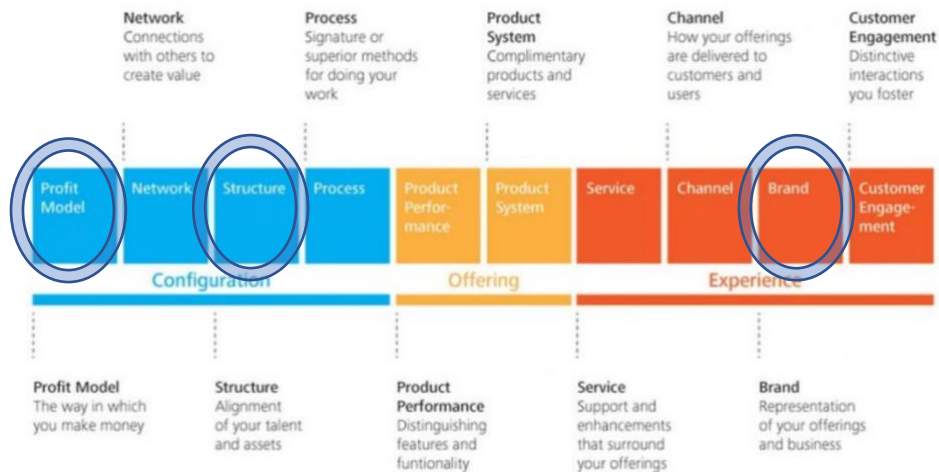 Network
Connections
with others to
create value
Process
Signature or
superior methods
for doing your
work
Product
System
Complimentary
products and
services
Channel
How your offerings
are delivered to
customers and
users
Customer
Engagement
Distinctive
interactions
you foster
Profit
Model
Network
Structure
Process
Product
Perfor-
mance
Product
System
Service
Channel
Brand
Customer
Engage-
ment
Configuration
Offering
Experience
Profit Model
The way in which
you make money
Structure
Alignment
of your talent
and assets
Product
Performance
Distinguishing
features and
funtionality
Service
Support and
enhancements
that surround
your offerings
Brand
Representation
of your offerings
and business